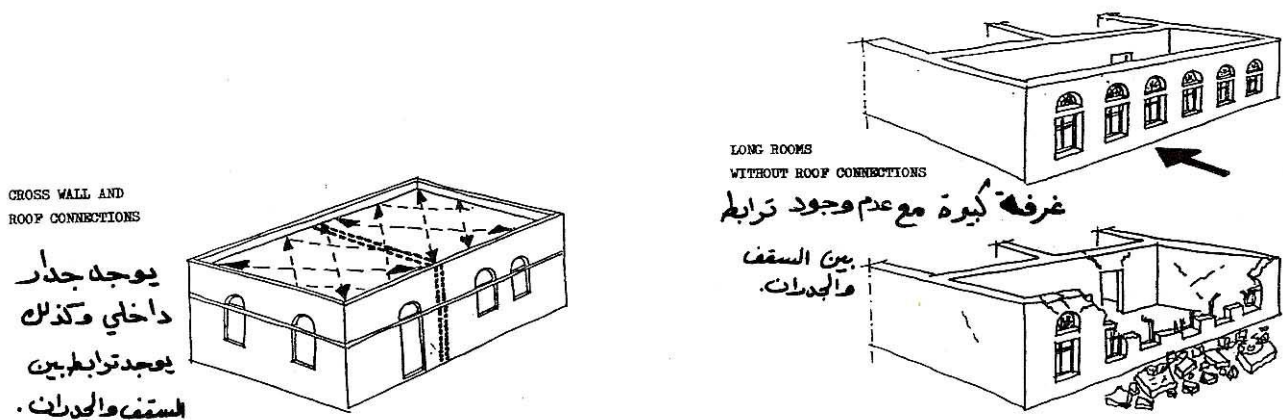 CROSS WALL AND
ROOF CONNECTIONS
يوجد جدار
داخلي وكذلك
يوجد ترابط بين
السقف والجدران.
LONG ROOMS
WITHOUT ROOF CONNECTIONS
غرفة كبيرة مع عدم وجود ترابط
بين السقف
والجدران.